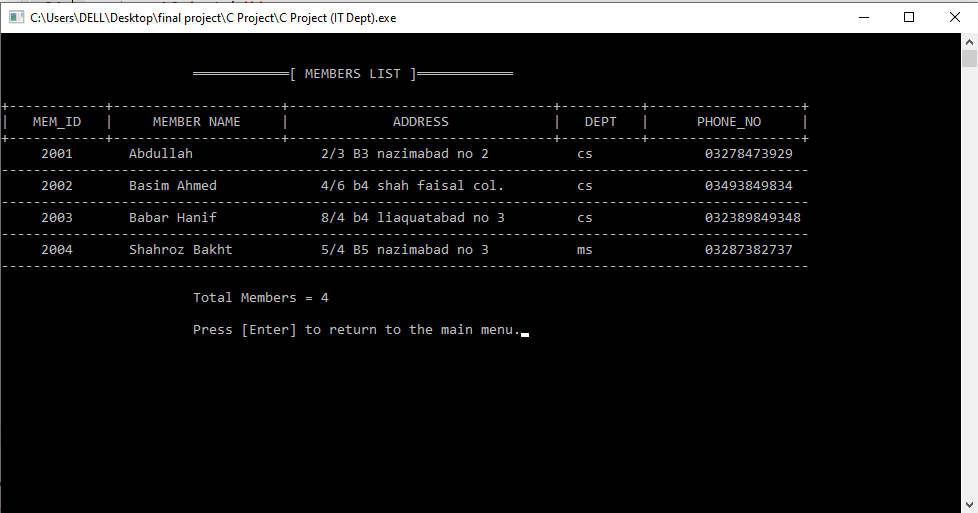 C:\Users\DELL\Desktop\final project\C Project\C Project (IT Dept).exe
════════════[ MEMBERS LIST ]════════════
+------------+---------------------+---------------------------------+----------+-------------------+
|   MEM_ID   |     MEMBER NAME     |             ADDRESS             |   DEPT   |      PHONE_NO     |
+------------+---------------------+---------------------------------+----------+-------------------+
2001 Abdullah 2/3 B3 nazimabad no 2 cs 03278473929
-----------------------------------------------------------------------------------------------------
2002 Basim Ahmed 4/6 b4 shah faisal col. cs 03493849834
-----------------------------------------------------------------------------------------------------
2003 Babar Hanif 8/4 b4 liaquatabad no 3 cs 032389849348
-----------------------------------------------------------------------------------------------------
2004 Shahroz Bakht 5/4 B5 nazimabad no 3 ms 03287382737
-----------------------------------------------------------------------------------------------------
Total Members = 4
Press [Enter] to return to the main menu.